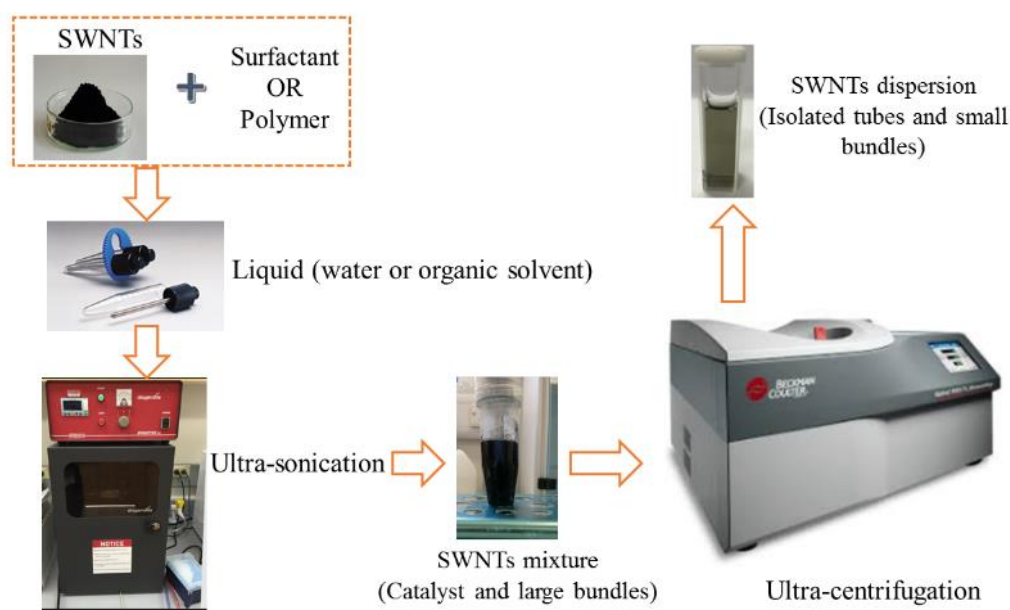 SWNTs
Surfactant
OR
Polymer
Liquid (water or organic solvent)
NOTICE
Ultra-sonication
SWNTs mixture
(Catalyst and large bundles)
BECKMAN
COULTER
Ultra-centrifugation
SWNTs dispersion
(Isolated tubes and small
bundles)